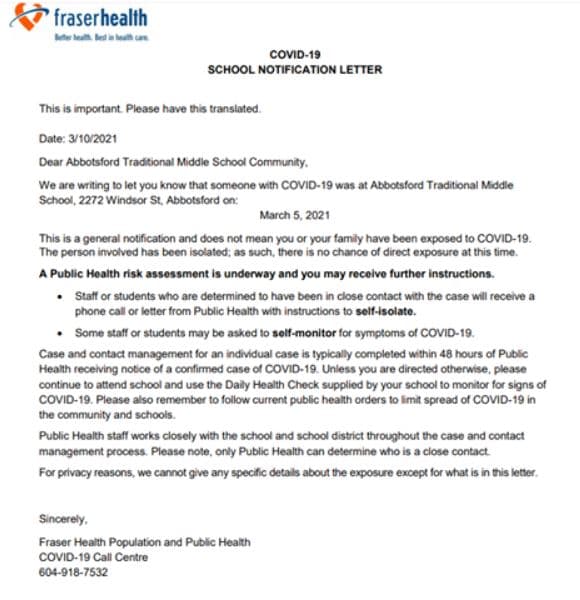 fraserhealth
Better health. Best in health care.
COVID-19
SCHOOL NOTIFICATION LETTER
This is important. Please have this translated.
Date: 3/10/2021
Dear Abbotsford Traditional Middle School Community,
We are writing to let you know that someone with COVID-19 was at Abbotsford Traditional Middle
School, 2272 Windsor St, Abbotsford on:
March 5, 2021
This is a general notification and does not mean you or your family have been exposed to COVID-19.
The person involved has been isolated; as such, there is no chance of direct exposure at this time.
A Public Health risk assessment is underway and you may receive further instructions.
• Staff or students who are determined to have been in close contact with the case will receive a
phone call or letter from Public Health with instructions to self-isolate.
• Some staff or students may be asked to self-monitor for symptoms of COVID-19.
Case and contact management for an individual case is typically completed within 48 hours of Public
Health receiving notice of a confirmed case of COVID-19. Unless you are directed otherwise, please
continue to attend school and use the Daily Health Check supplied by your school to monitor for signs of
COVID-19. Please also remember to follow current public health orders to limit spread of COVID-19 in
the community and schools.
Public Health staff works closely with the school and school district throughout the case and contact
management process. Please note, only Public Health can determine who is a close contact.
For privacy reasons, we cannot give any specific details about the exposure except for what is in this letter.
Sincerely,
Fraser Health Population and Public Health
COVID-19 Call Centre
604-918-7532